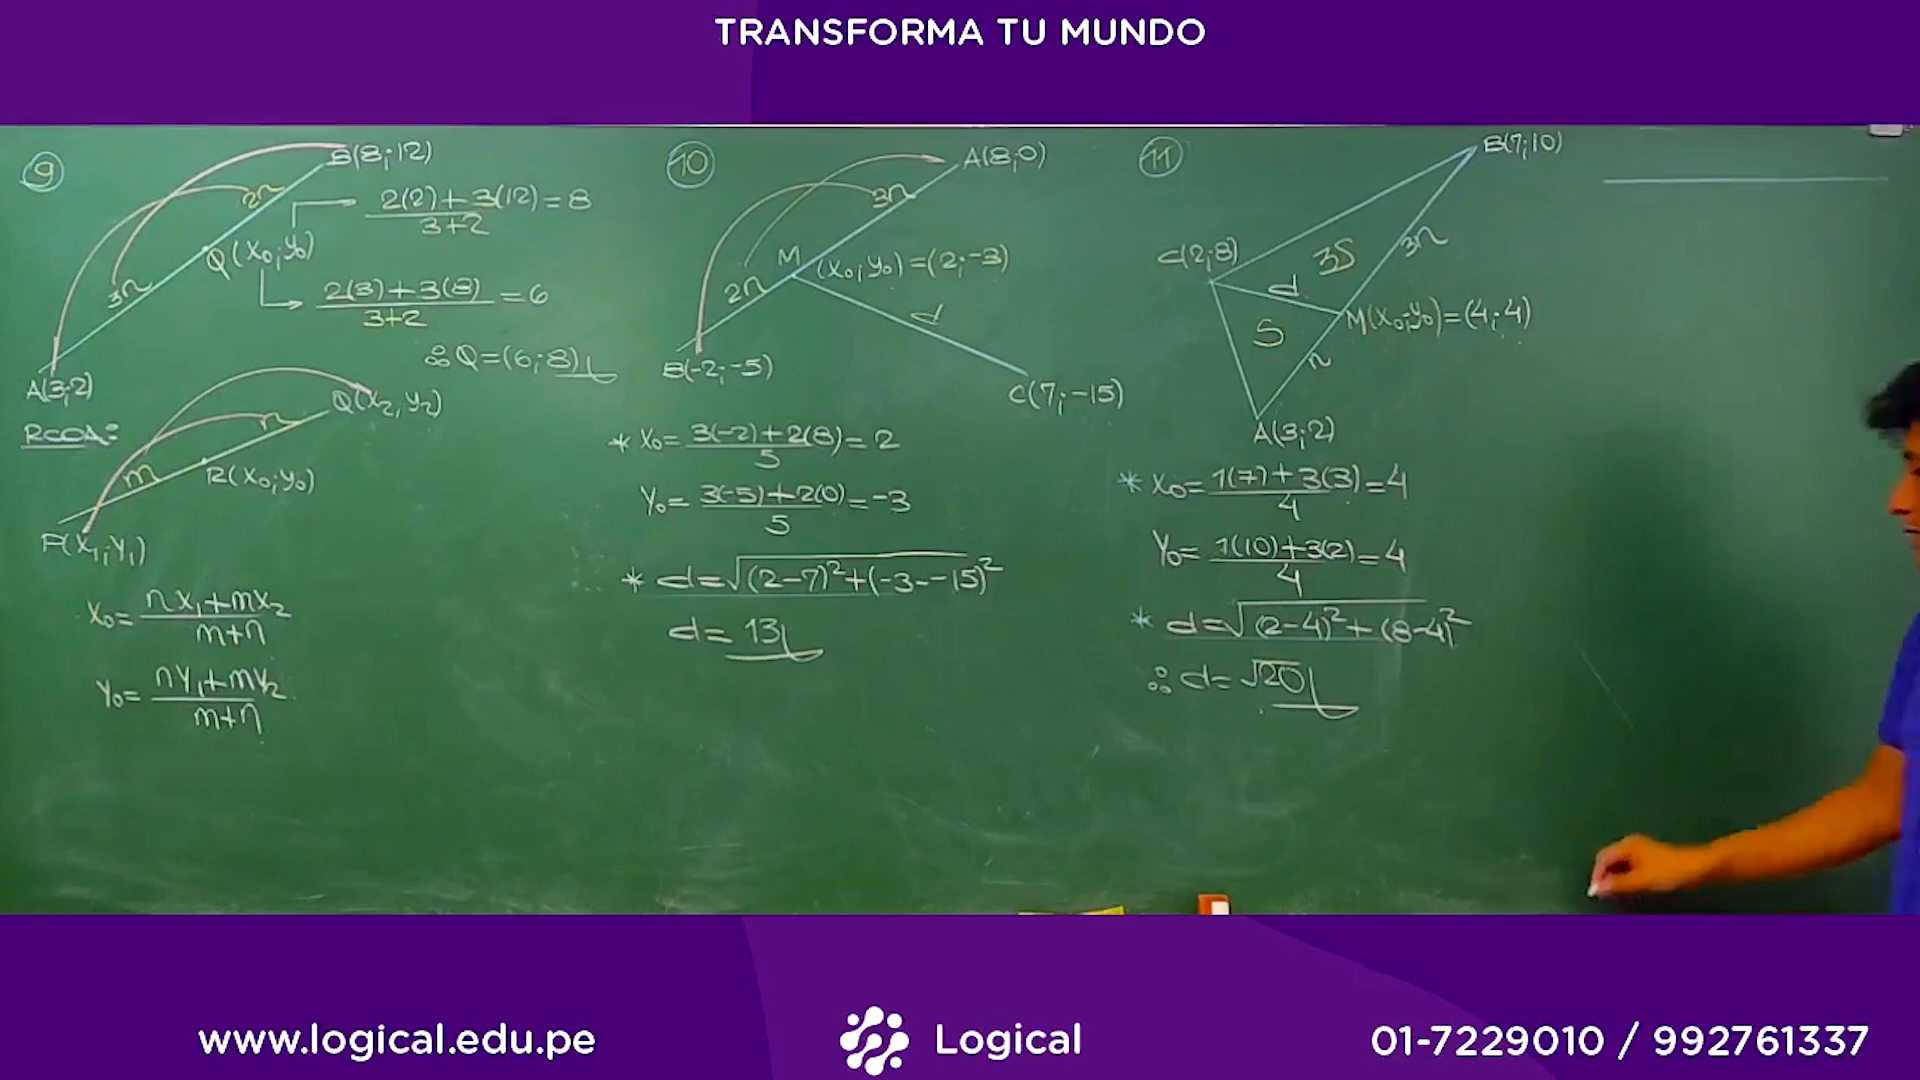 TRANSFORMA TU MUNDO
9
B(8;12)
2n
2(2)+3(12)=8
3+2
Q(x₀;y₀)
3n
2(3)+3(8)=6
3+2
∴ Q=(6;8)
A(3;2)
RCDA:
Q(x₂,y₂)
n
m
R(x₀;y₀)
P(x₁;y₁)
x₀= nx₁+mx₂
m+n
y₀= ny₁+my₂
m+n
10
A(8;0)
3n
M (x₀;y₀)=(2;-3)
2n
d
B(-2;-5)
C(7;-15)
* x₀= 3(-2)+2(8)=2
5
y₀= 3(-5)+2(0)=-3
5
* d=√(2-7)²+(-3--15)²
d=13
11
B(7;10)
C(2;8)
3S
3n
d
M(x₀;y₀)=(4;4)
S
n
A(3;2)
* x₀= 1(7)+3(3)=4
4
y₀= 1(10)+3(2)=4
4
* d=√(2-4)²+(8-4)²
∴ d=√20
www.logical.edu.pe
Logical
01-7229010 / 992761337